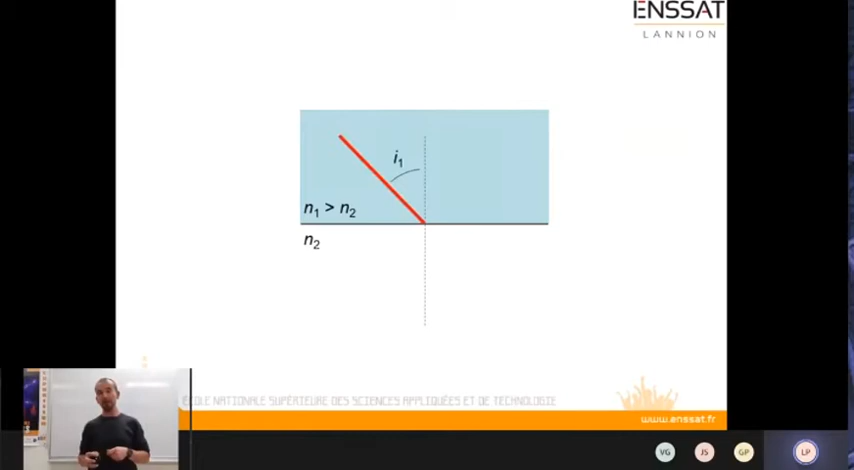 ENSSAT
LANNION
i1
n1 > n2
n2
ÉCOLE NATIONALE SUPÉRIEURE DES SCIENCES APPLIQUÉES ET DE TECHNOLOGIE
www.enssat.fr
VG
JS
GP
LP